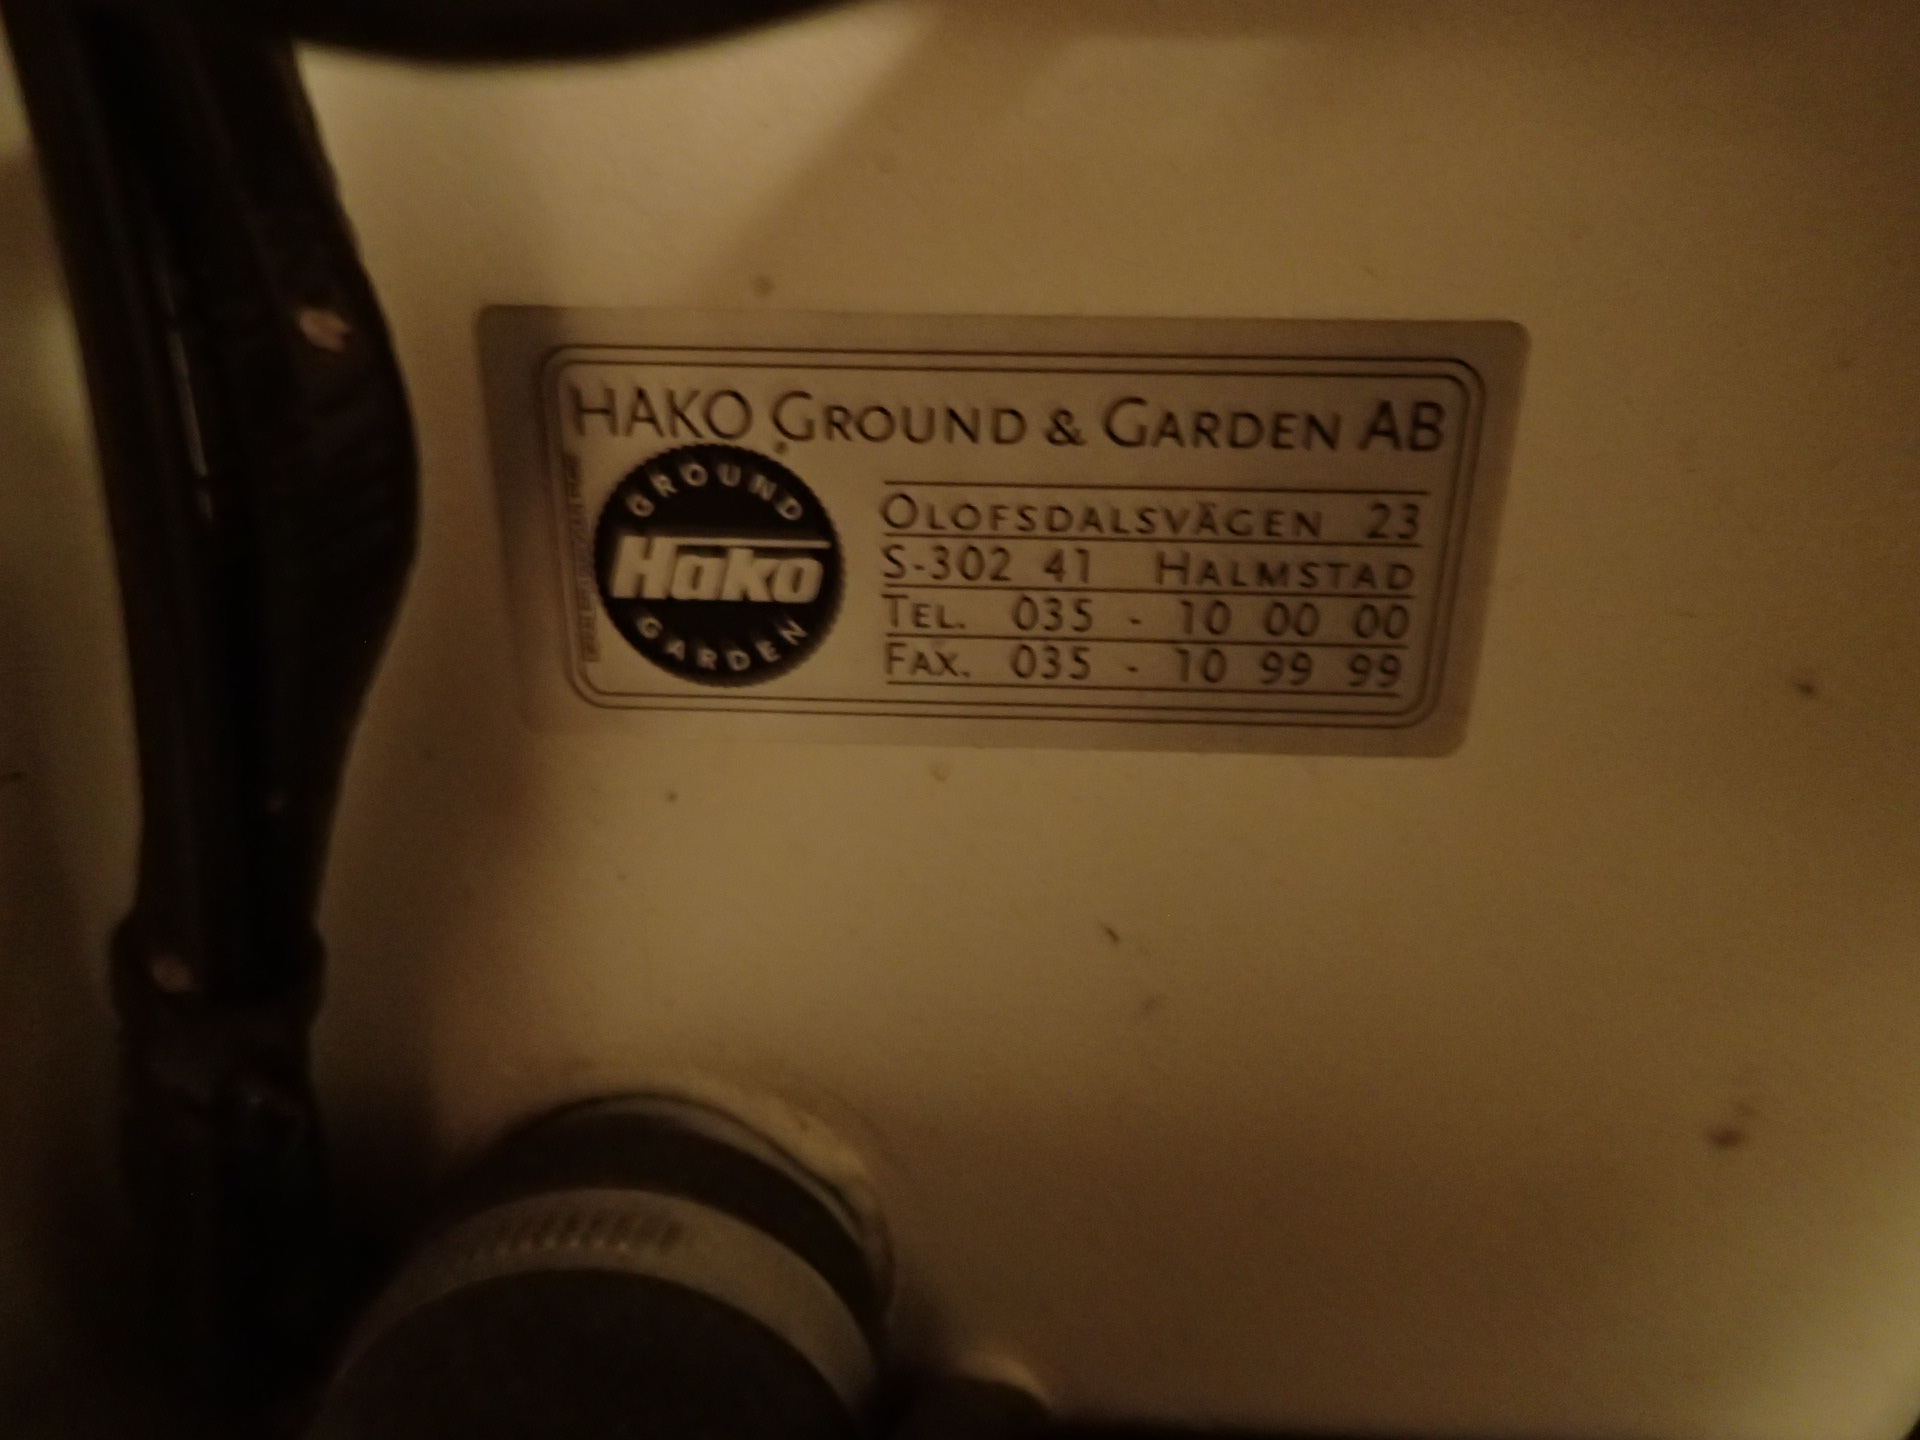 HAKO GROUND & GARDEN AB
GROUND
Hako
GARDEN
OLOFSDALSVÄGEN 23
S-302 41 HALMSTAD
TEL. 035 - 10 00 00
FAX. 035 - 10 99 99